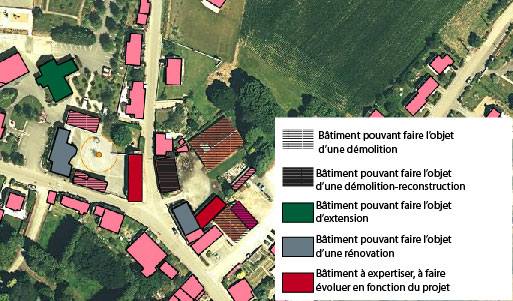 Bâtiment pouvant faire l'objet
d'une démolition
Bâtiment pouvant faire l'objet
d'une démolition-reconstruction
Bâtiment pouvant faire l'objet
d'extension
Bâtiment pouvant faire l'objet
d'une rénovation
Bâtiment à expertiser, à faire
évoluer en fonction du projet